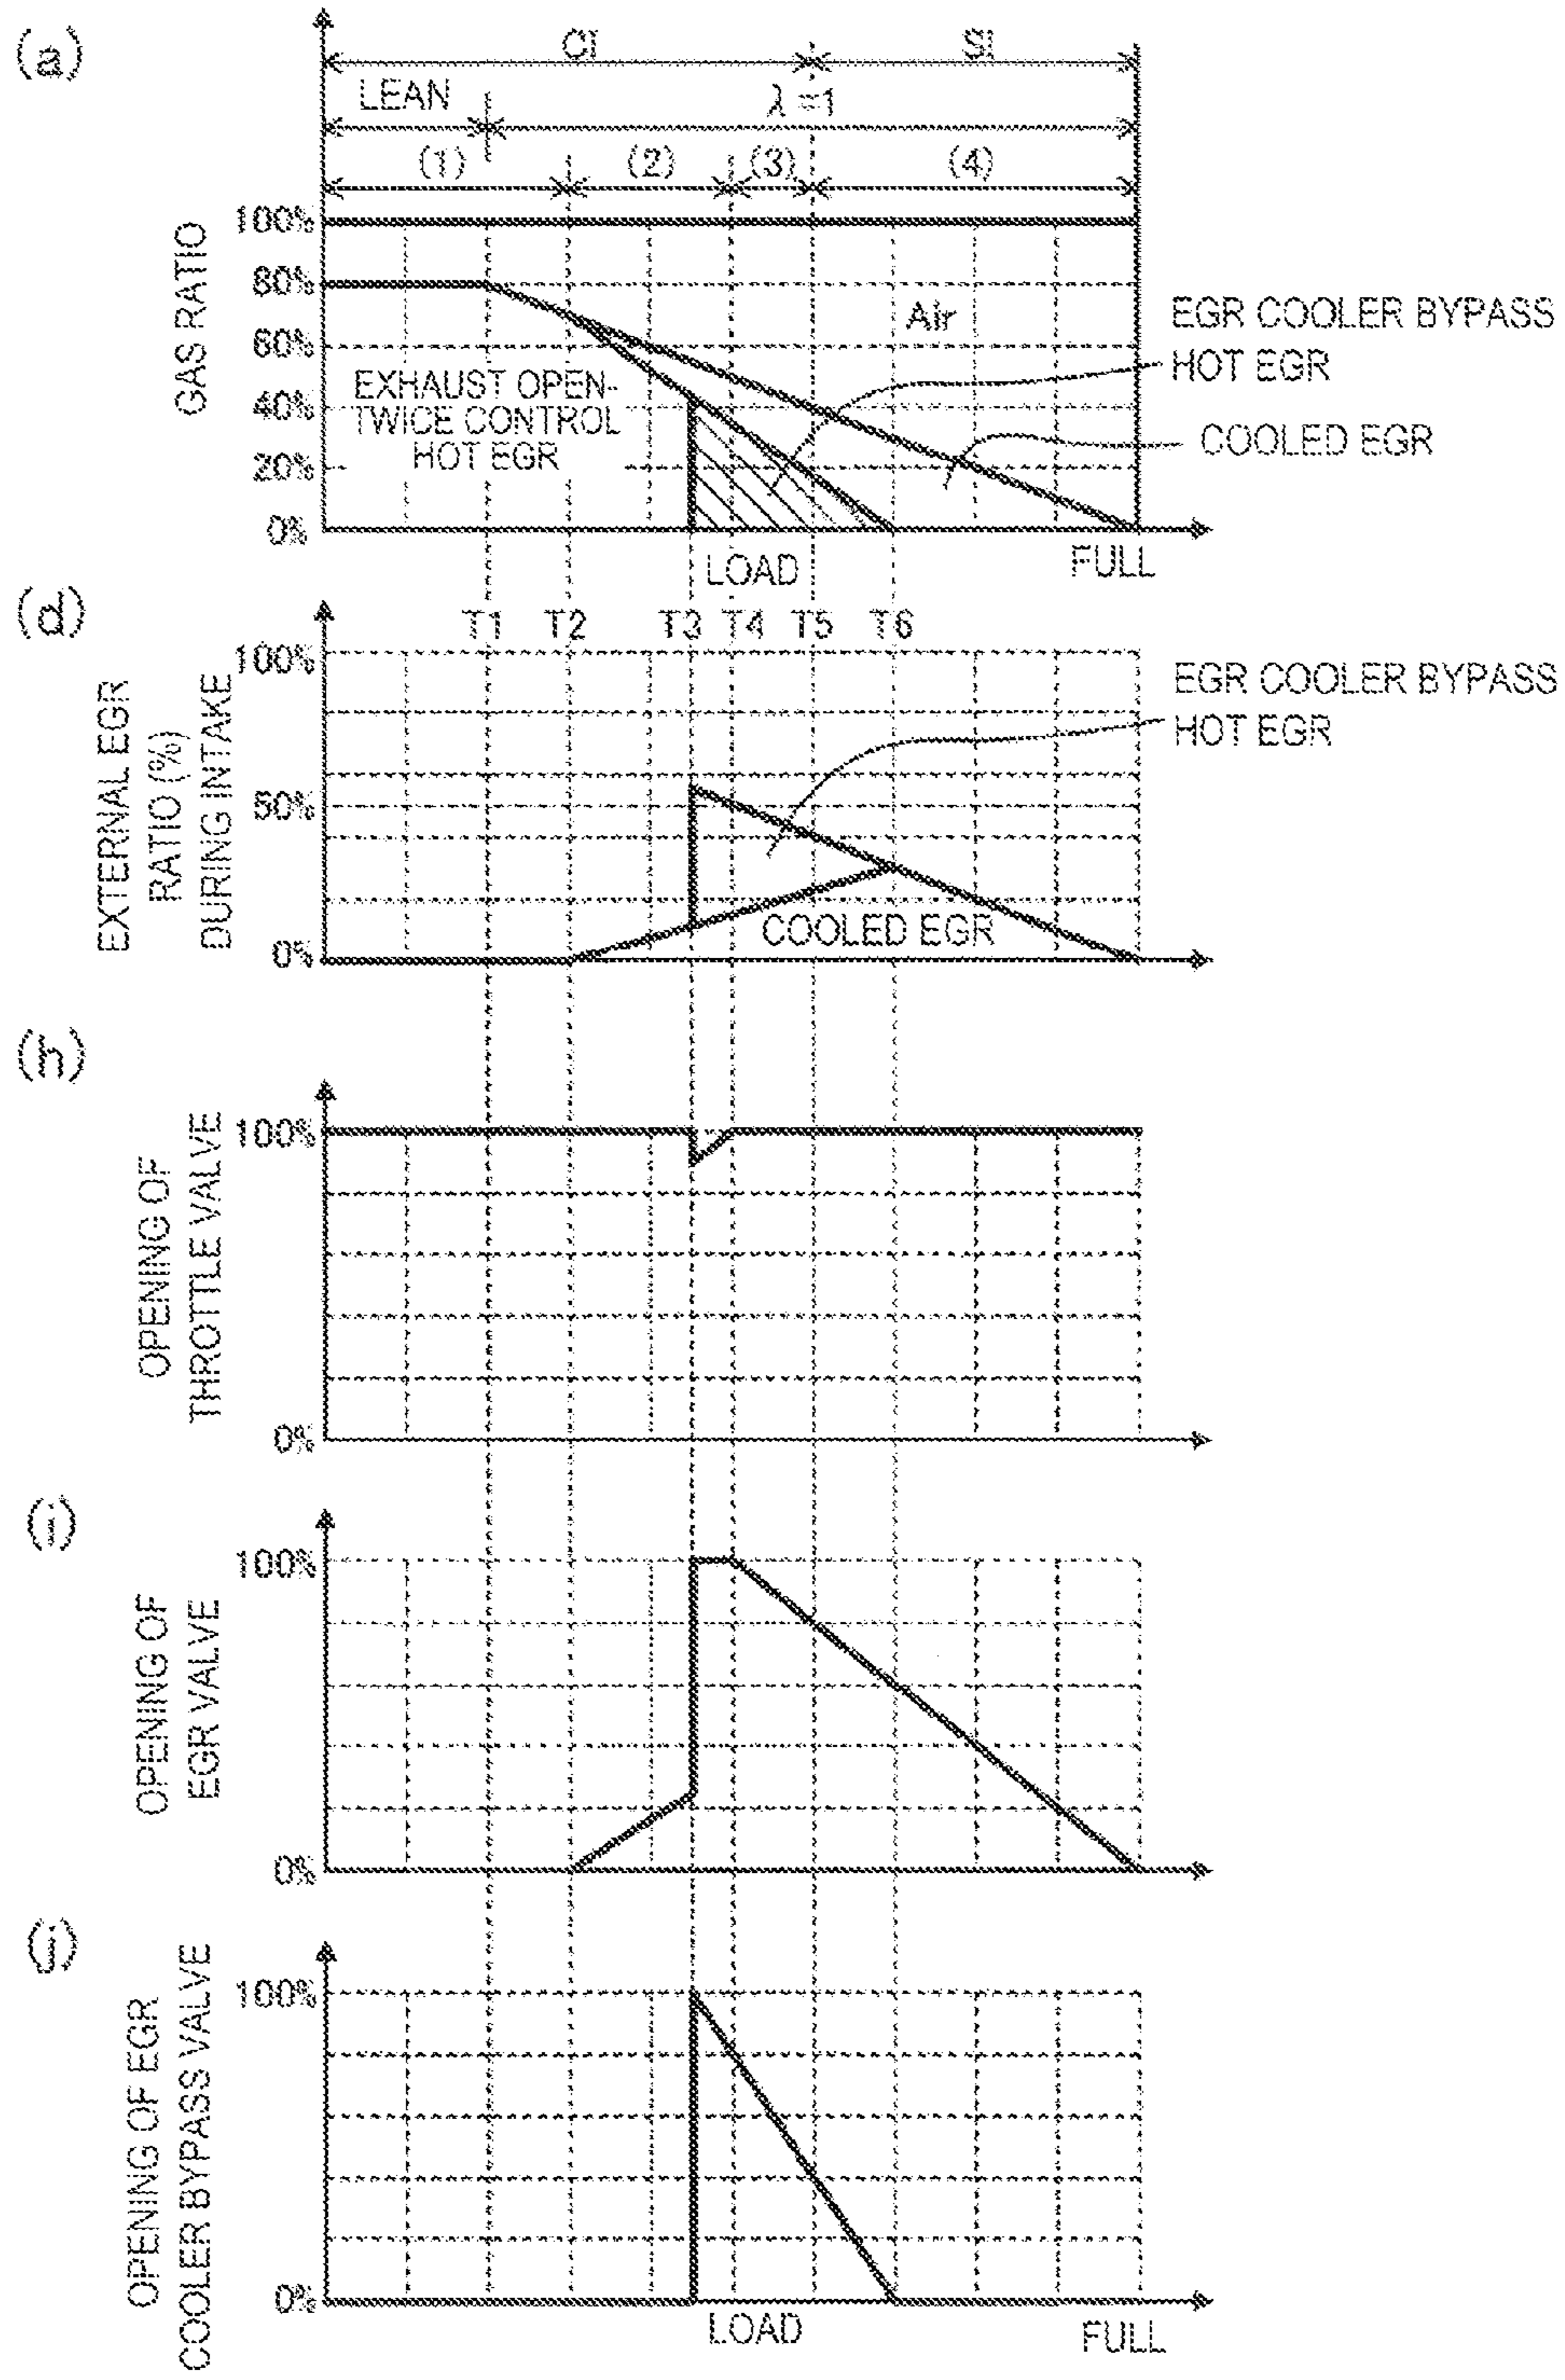 (a)
CI
SI
LEAN
λ=1
(1)
(2)
(3)
(4)
GAS RATIO
100%
80%
60%
40%
20%
0%
Air
EXHAUST OPEN-
TWICE CONTROL
HOT EGR
EGR COOLER BYPASS
HOT EGR
COOLED EGR
LOAD
FULL
(d)
T1
T2
T3
T4
T5
T6
EXTERNAL EGR
RATIO (%)
DURING INTAKE
100%
50%
0%
EGR COOLER BYPASS
HOT EGR
COOLED EGR
(h)
OPENING OF
THROTTLE VALVE
100%
0%
(i)
OPENING OF
EGR VALVE
100%
0%
(j)
OPENING OF EGR
COOLER BYPASS VALVE
100%
0%
LOAD
FULL